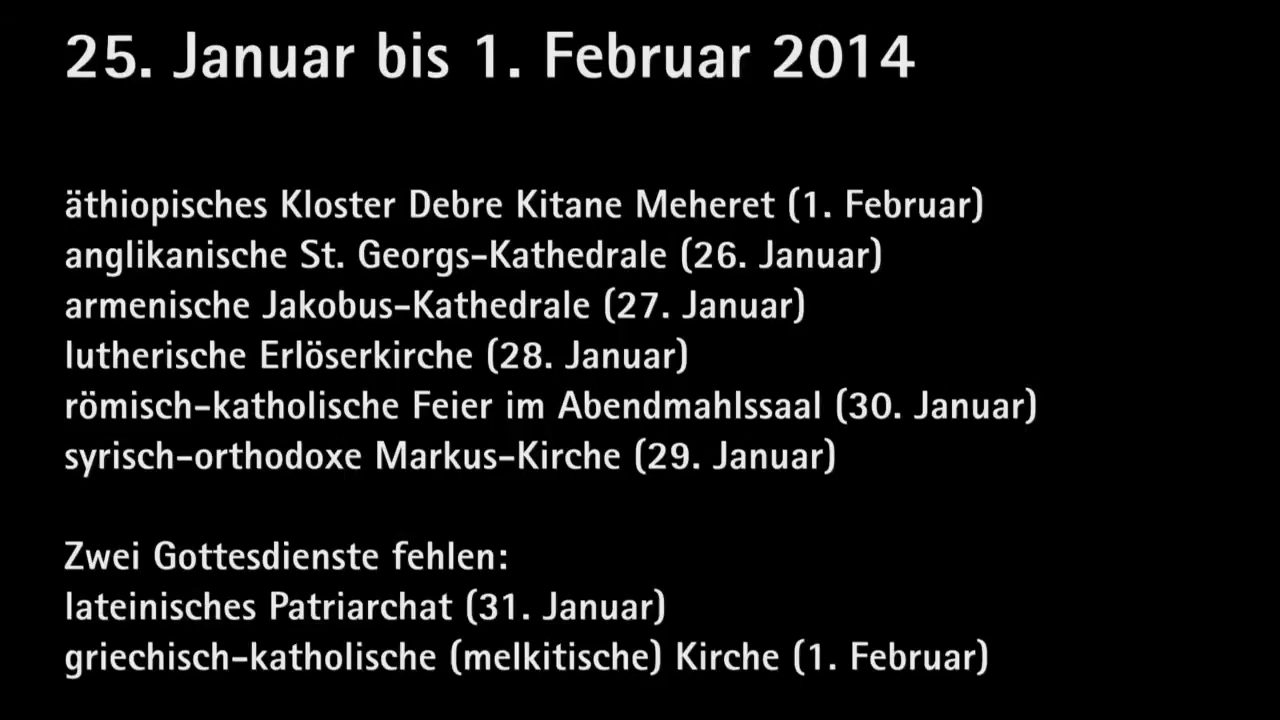 25. Januar bis 1. Februar 2014
äthiopisches Kloster Debre Kitane Meheret (1. Februar)
anglikanische St. Georgs-Kathedrale (26. Januar)
armenische Jakobus-Kathedrale (27. Januar)
lutherische Erlöserkirche (28. Januar)
römisch-katholische Feier im Abendmahlssaal (30. Januar)
syrisch-orthodoxe Markus-Kirche (29. Januar)
Zwei Gottesdienste fehlen:
lateinisches Patriarchat (31. Januar)
griechisch-katholische (melkitische) Kirche (1. Februar)